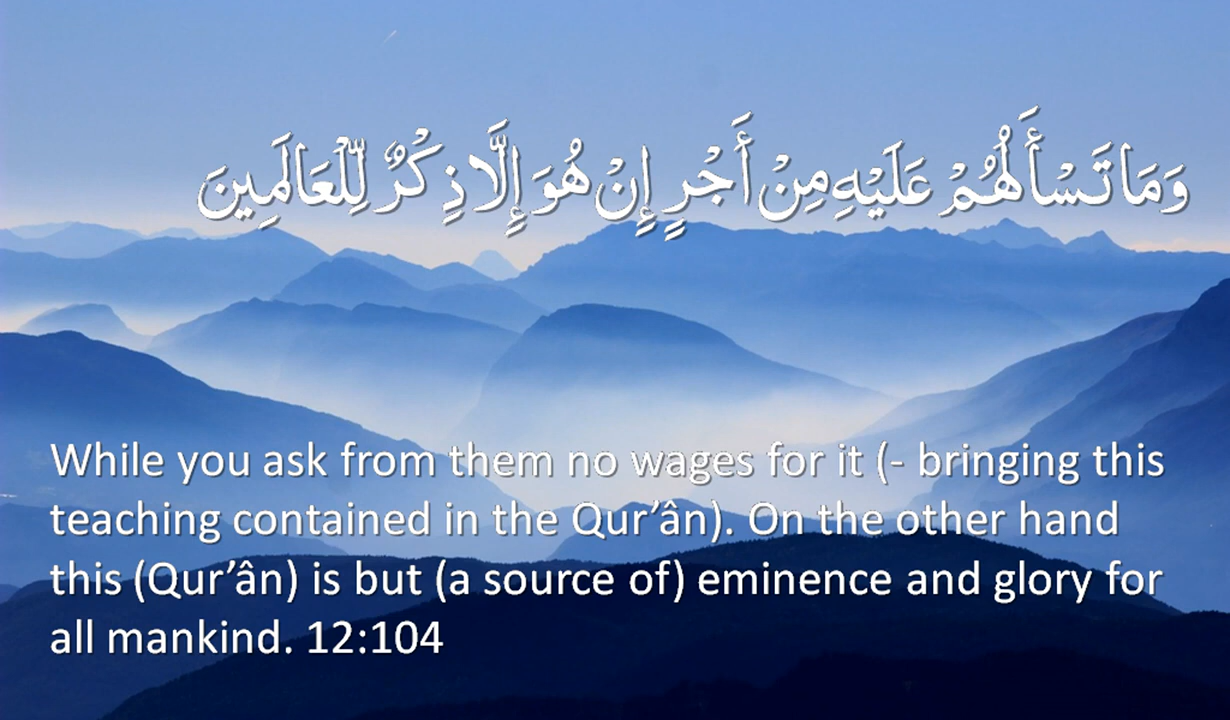 وَمَا تَسْأَلُهُمْ عَلَيْهِ مِنْ أَجْرٍ إِنْ هُوَ إِلَّا ذِكْرٌ لِّلْعَالَمِينَ
While you ask from them no wages for it (- bringing this
teaching contained in the Qur’ân). On the other hand
this (Qur’ân) is but (a source of) eminence and glory for
all mankind. 12:104